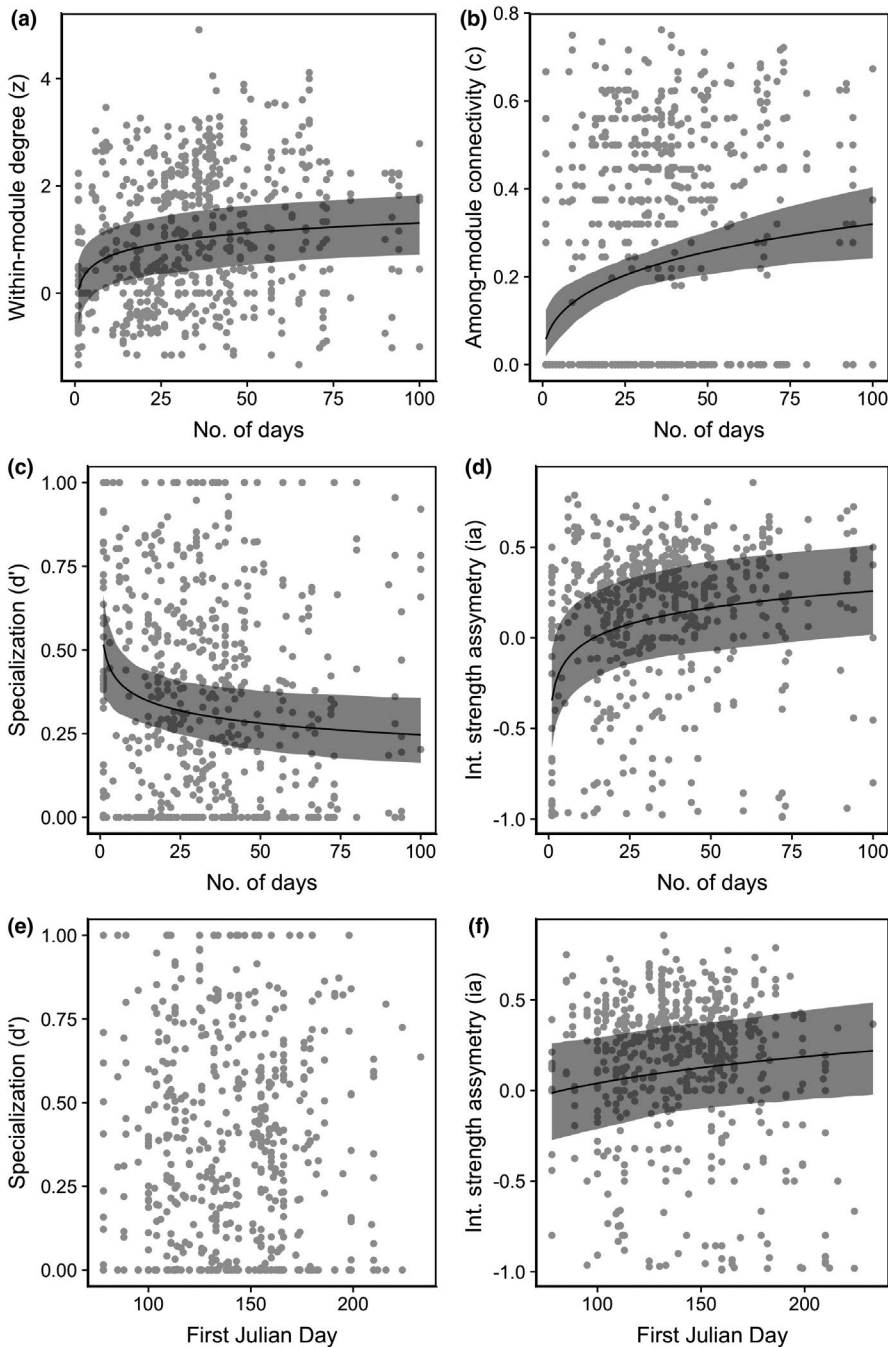 (a)
Within-module degree (z)
4
2
0
0
25
50
75
100
No. of days
(b)
Among-module connectivity (c)
0.8
0.6
0.4
0.2
0.0
0
25
50
75
100
No. of days
(c)
Specialization (d')
1.00
0.75
0.50
0.25
0.00
0
25
50
75
100
No. of days
(d)
Int. strength assymetry (ia)
0.5
0.0
-0.5
-1.0
0
25
50
75
100
No. of days
(e)
Specialization (d')
1.00
0.75
0.50
0.25
0.00
100
150
200
First Julian Day
(f)
Int. strength assymetry (ia)
0.5
0.0
-0.5
-1.0
100
150
200
First Julian Day